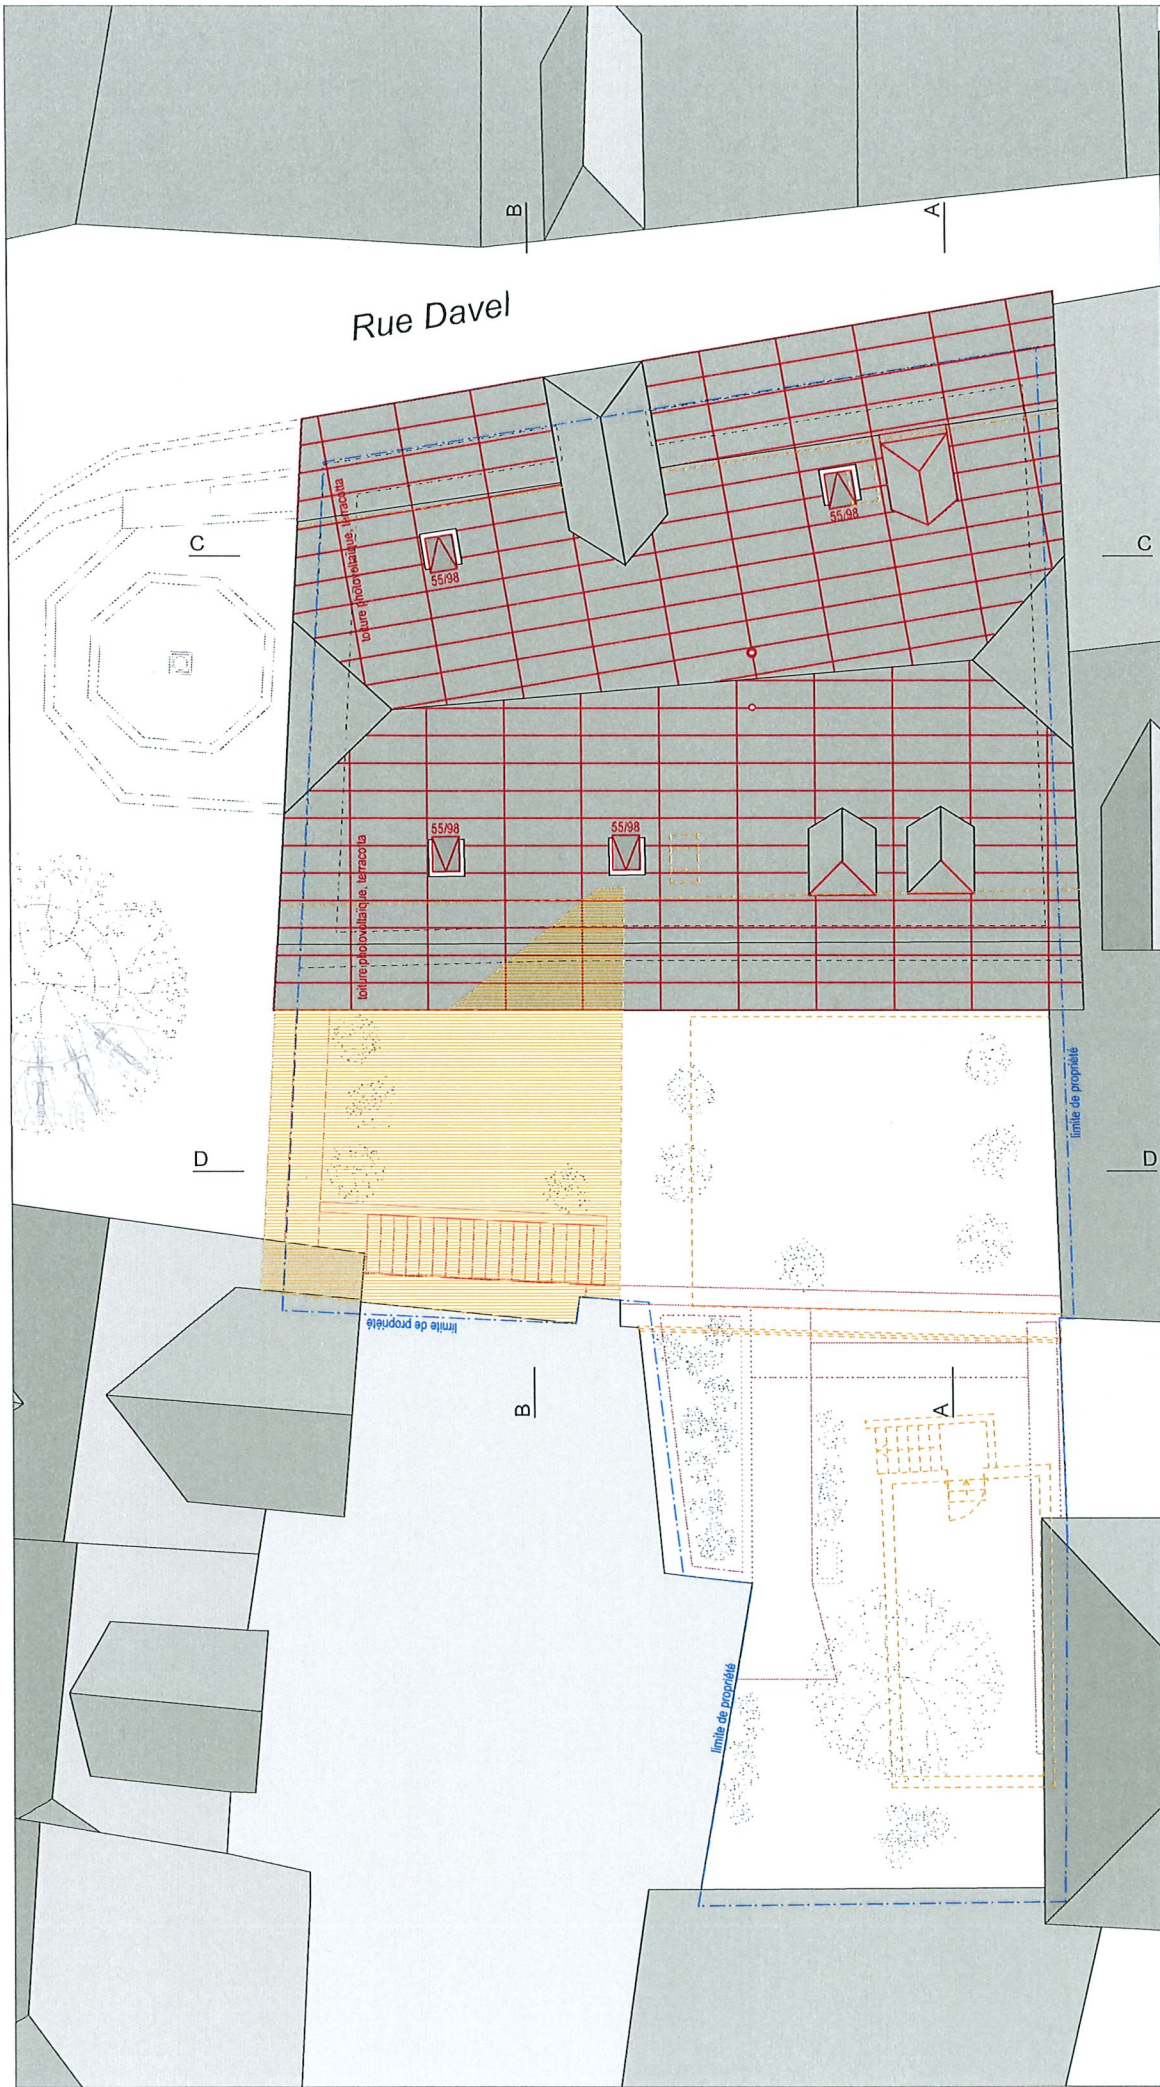 B
A
Rue Davel
toiture photovoltaïque, terracotta
C
C
55/98
55/98
55/98
55/98
toiture photovoltaïque, terracotta
limite de propriété
D
D
limite de propriété
B
A
limite de propriété